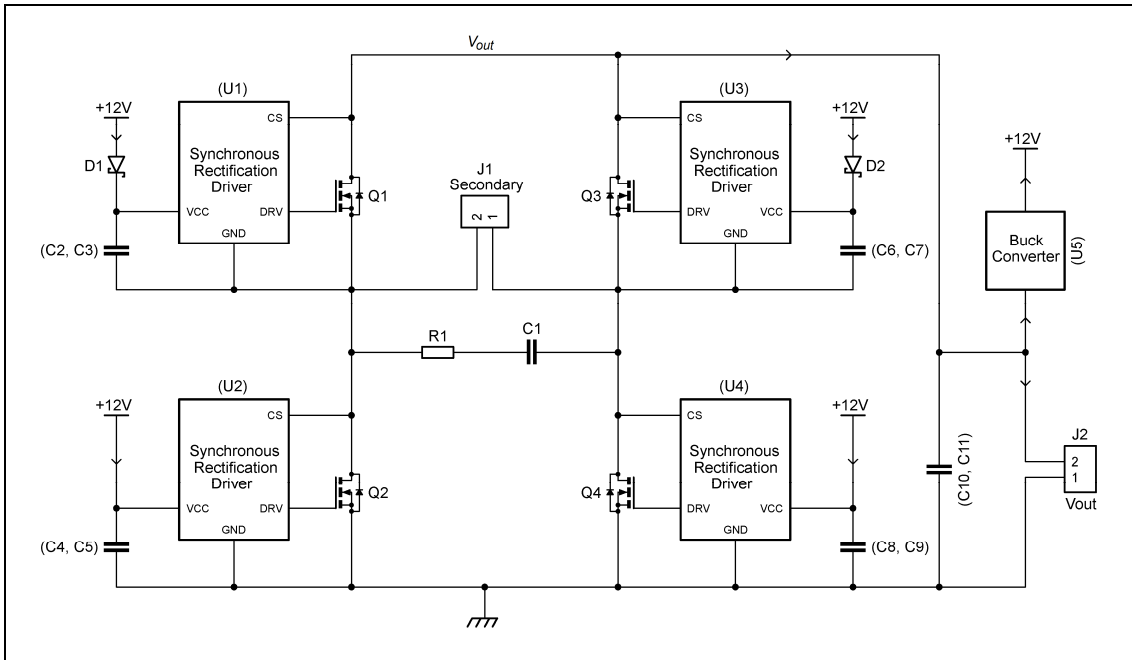 Vout
(U1)
(U3)
+12V
+12V
CS
CS
Synchronous
Rectification
Driver
Synchronous
Rectification
Driver
+12V
D1
J1
Secondary
D2
Q1
Q3
2
1
VCC
DRV
DRV
VCC
GND
GND
Buck
Converter
(U5)
(C2, C3)
(C6, C7)
R1
C1
(U2)
(U4)
+12V
+12V
CS
CS
Synchronous
Rectification
Driver
Synchronous
Rectification
Driver
J2
2
1
Vout
(C10, C11)
Q2
Q4
VCC
DRV
DRV
VCC
GND
GND
(C4, C5)
(C8, C9)